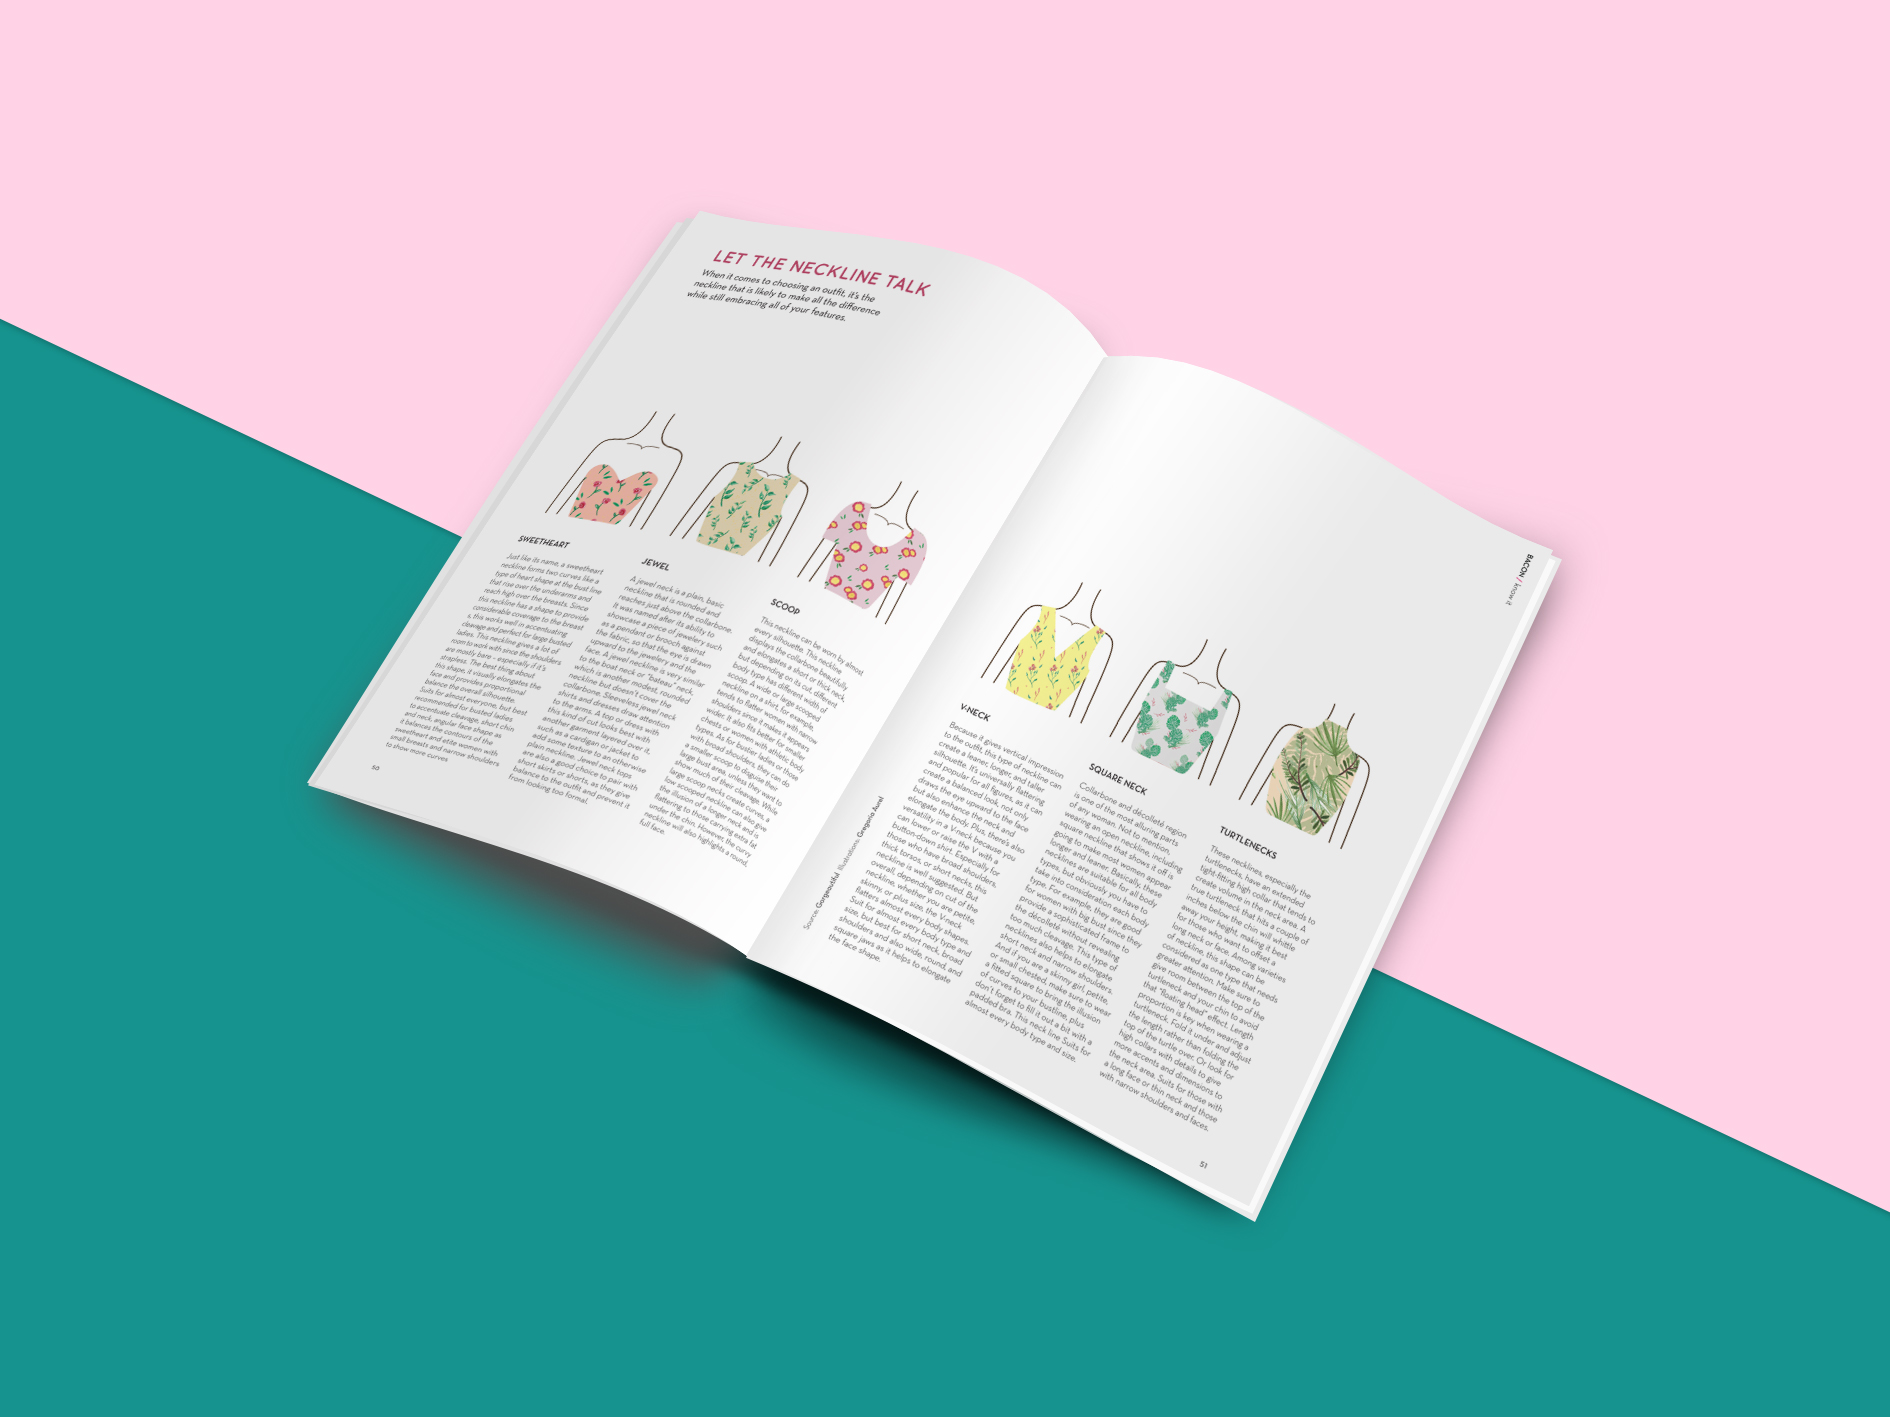 LET THE NECKLINE TALK
When it comes to choosing an outfit, it's the
neckline that is likely to make all the difference
while still embracing all of your features.
SWEETHEART
Just like its name, a sweetheart
neckline forms two curves like a
type of heart shape at the bust line
that rise over the underarms and
reach high over the breasts. Since
this neckline has a shape to provide
considerable coverage to the breast
s, this works well in accentuating
cleavage and perfect for large busted
ladies. This neckline gives a lot of
room to work with since the shoulders
are mostly bare - especially if it's
strapless. The best thing about
this shape, it visually elongates the
face and provides proportional
balance the overall silhouette.
Suits for almost everyone, but best
recommended for busted ladies
to accentuate cleavage, short chin
and neck, angular face shape as
it balances the contours of the
sweetheart and etite women with
small breasts and narrow shoulders
to show more curves
50
JEWEL
A jewel neck is a plain, basic
neckline that is rounded and
reaches just above the collarbone.
It was named after its ability to
showcase a piece of jewelery such
as a pendant or brooch against
the fabric, so that the eye is drawn
upward to the jewelery and the
face. A jewel neckline is very similar
to the boat neck or "bateau" neck,
which is another modest, rounded
neckline but doesn't cover the
collarbone. Sleeveless jewel neck
shirts and dresses draw attention
to the arms. A top or dress with
this kind of cut looks best with
another garment layered over it,
such as a cardigan or jacket to
add some texture to an otherwise
plain neckline. Jewel neck tops
are also a good choice to pair with
short skirts or shorts, as they give
balance to the outfit and prevent it
from looking too formal.
SCOOP
This neckline can be worn by almost
every silhouette. This neckline
displays the collarbone beautifully
and elongates a short or thick neck,
but depending on its cut, different
body type has different width of
scoop. A wide or large scooped
neckline on a shirt, for example,
tends to flatter women with narrow
shoulders since it makes it appears
wider. It also fits better for smaller
chests or women with athletic body
types. As for bustier ladies or those
with broad shoulders, they can do
a smaller scoop to disguise their
large bust area, unless they want to
show much of their cleavage. While
large scoop necks create curves, a
low scooped neckline can also give
the illusion of a longer neck and is
flattering to those carrying extra fat
under the chin. However, the curvy
neckline will also highlights a round,
full face.
BACON / know it
V-NECK
Because it gives vertical impression
to the outfit, this type of neckline can
create a leaner, longer, and taller
silhouette. It's universally flattering
and popular for all figures, as it can
create a balanced look, not only
draws the eye upward to the face
but also enhance the neck and
elongate the body. Plus, there's also
versatility in a V-neck because you
can lower or raise the V with a
button-down shirt. Especially for
those who have broad shoulders,
thick torsos, or short necks, this
neckline is well suggested. But
overall, depending on cut of the
neckline, whether you are petite,
skinny, or plus size, the V-neck
flatters almost every body shapes.
Suit for almost every body type and
size, but best for short neck, broad
shoulders and also wide, round, and
square jaws as it helps to elongate
the face shape.
Source: Gorgeautiful Illustrations: Gregoria Aurel
SQUARE NECK
Collarbone and décolleté region
is one of the most alluring parts
of any woman. Not to mention,
wearing an open neckline, including
square neckline that shows it off is
going to make most women appear
longer and leaner. Basically, these
necklines are suitable for all body
types, but obviously you have to
take into consideration each body
type. For example, they are good
for women with big bust since they
provide a sophisticated frame to
the décolleté without revealing
too much cleavage. This type of
necklines also helps to elongate
short neck and narrow shoulders.
And if you are a skinny girl, petite,
or small chested, make sure to wear
a fitted square to bring the illusion
of curves to your bustline, plus
don't forget to fill it out a bit with a
padded bra. This neck line Suits for
almost every body type and size.
TURTLENECKS
These necklines, especially the
turtlenecks, have an extended
tight-fitting high collar that tends to
create volume in the neck area. A
true turtleneck that hits a couple of
inches below the chin will whittle
away your height, making it best
for those who want to offset a
long neck or face. Among varieties
of neckline, this shape can be
considered as one type that needs
greater attention. Make sure to
give room between the top of the
turtleneck and your chin to avoid
that "floating head" effect. Length
proportion is key when wearing a
turtleneck. Fold it under and adjust
the length rather than folding the
top of the turtle over. Or look for
high collars with details to give
more accents and dimensions to
the neck area. Suits for those with
a long face or thin neck and those
with narrow shoulders and faces.
51